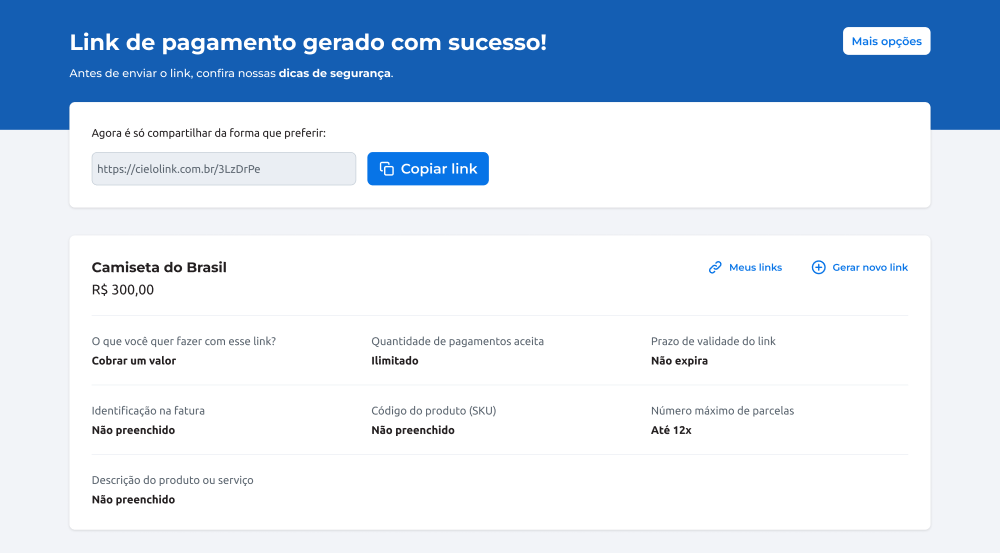 Link de pagamento gerado com sucesso!
Mais opções
Antes de enviar o link, confira nossas dicas de segurança.
Agora é só compartilhar da forma que preferir:
https://cielolink.com.br/3LzDrPe
Copiar link
Camiseta do Brasil
Meus links
Gerar novo link
R$ 300,00
O que você quer fazer com esse link?
Cobrar um valor
Quantidade de pagamentos aceita
Ilimitado
Prazo de validade do link
Não expira
Identificação na fatura
Não preenchido
Código do produto (SKU)
Não preenchido
Número máximo de parcelas
Até 12x
Descrição do produto ou serviço
Não preenchido